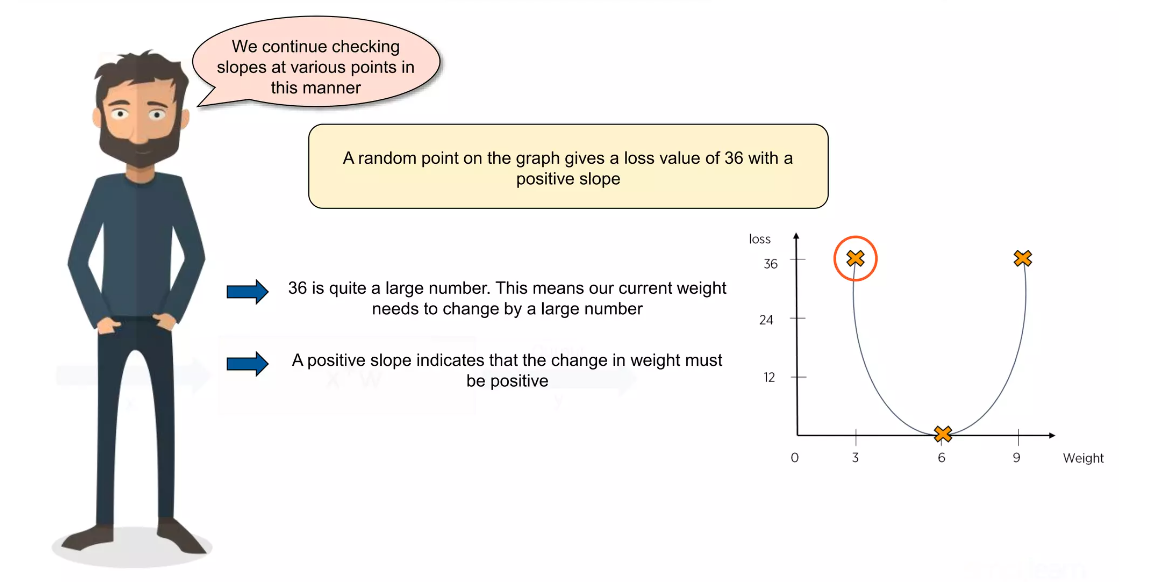 We continue checking
slopes at various points in
this manner
A random point on the graph gives a loss value of 36 with a
positive slope
36 is quite a large number. This means our current weight
needs to change by a large number
A positive slope indicates that the change in weight must
be positive
loss
36
24
12
0 3 6 9 Weight